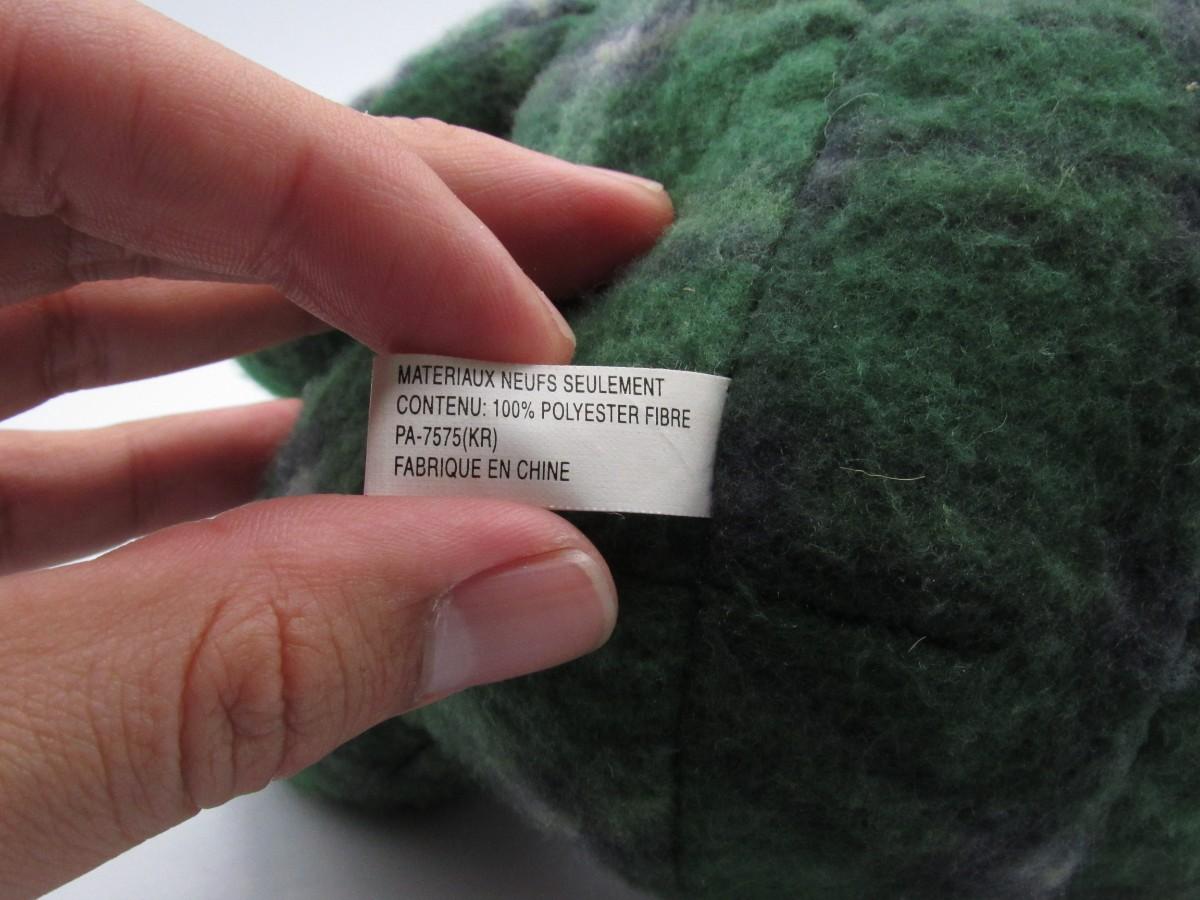 MATERIAUX NEUFS SEULEMENT
CONTENU: 100% POLYESTER FIBRE
PA-7575(KR)
FABRIQUE EN CHINE